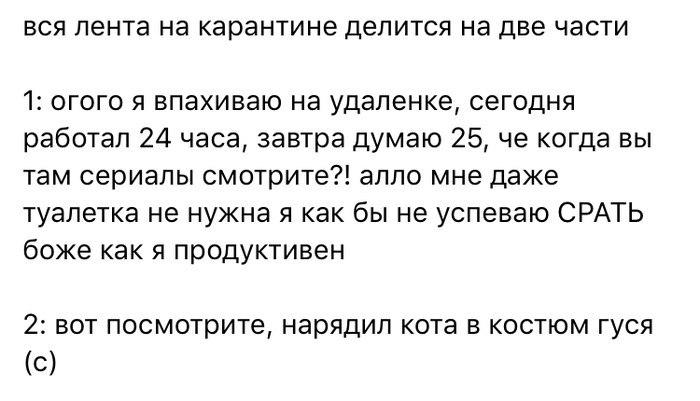 вся лента на карантине делится на две части
1: огого я впахиваю на удаленке, сегодня
работал 24 часа, завтра думаю 25, че когда вы
там сериалы смотрите?! алло мне даже
туалетка не нужна я как бы не успеваю СРАТЬ
боже как я продуктивен
2: вот посмотрите, нарядил кота в костюм гуся
(с)